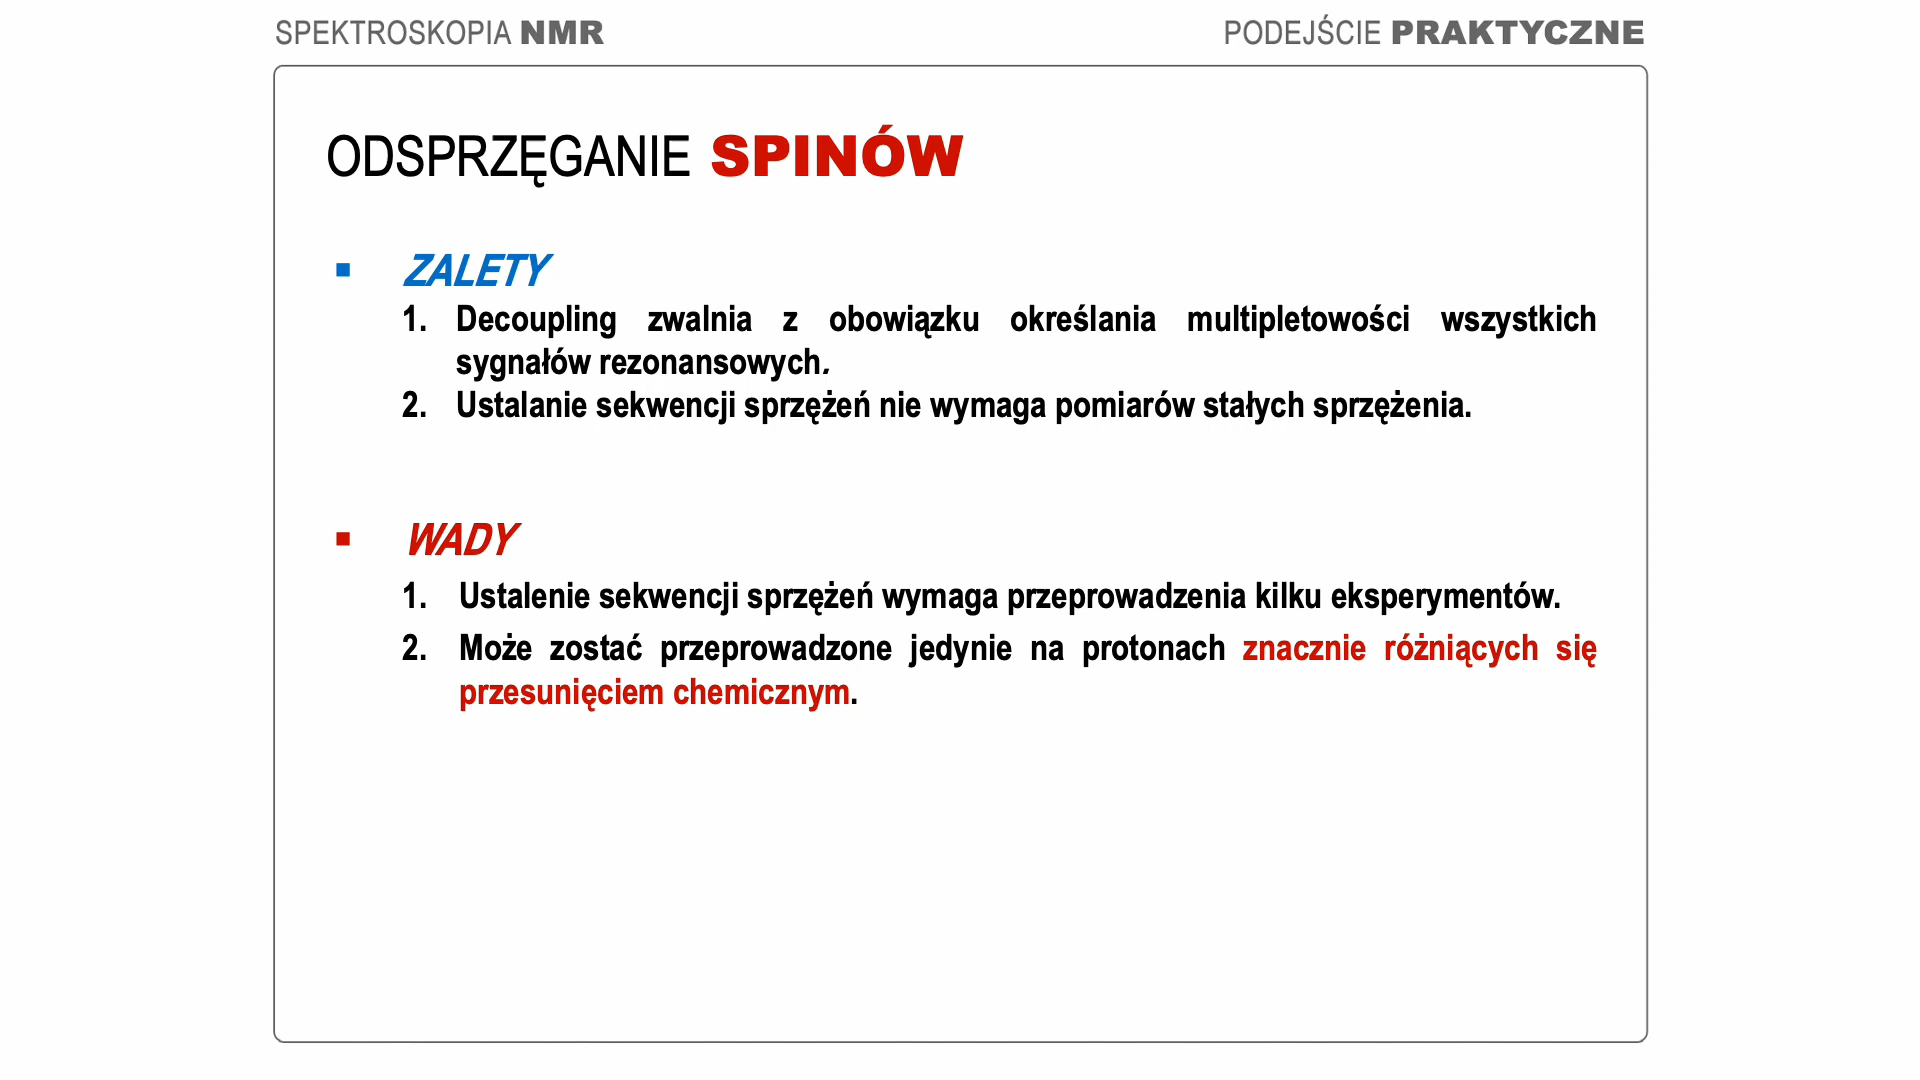 SPEKTROSKOPIA NMR
PODEJŚCIE PRAKTYCZNE
ODSPRZĘGANIE SPINÓW
▪ ZALETY
1. Decoupling zwalnia z obowiązku określania multipletowości wszystkich
sygnałów rezonansowych.
2. Ustalanie sekwencji sprzężeń nie wymaga pomiarów stałych sprzężenia.
▪ WADY
1. Ustalenie sekwencji sprzężeń wymaga przeprowadzenia kilku eksperymentów.
2. Może zostać przeprowadzone jedynie na protonach znacznie różniących się
przesunięciem chemicznym.